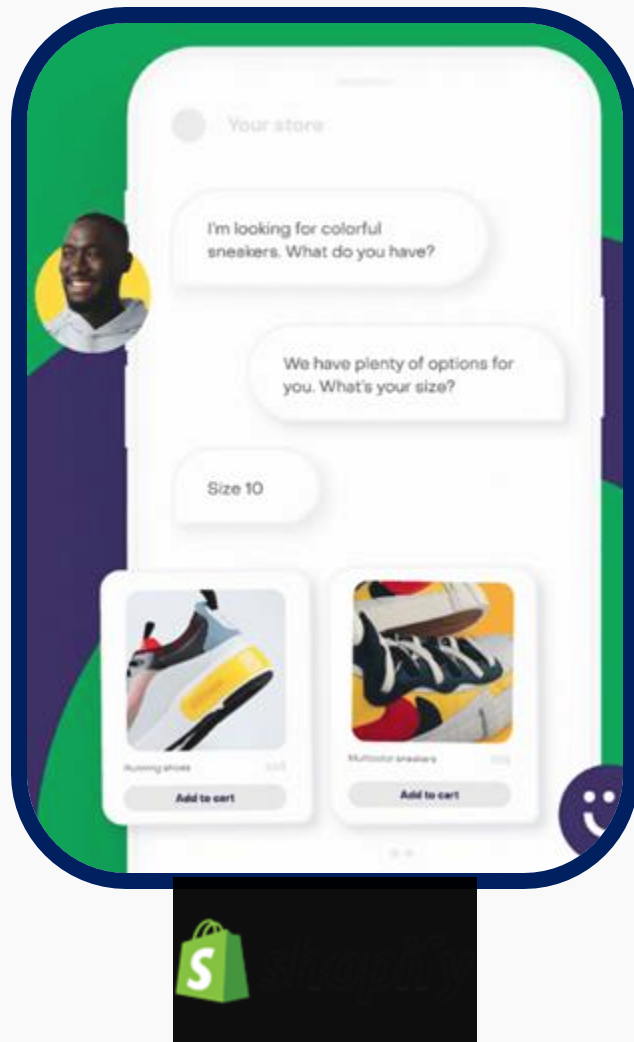 Your store
I'm looking for colorful
sneakers. What do you have?
We have plenty of options for
you. What's your size?
Size 10
Running shoes
Multicolor sneakers
Add to cart
Add to cart
S
shopify